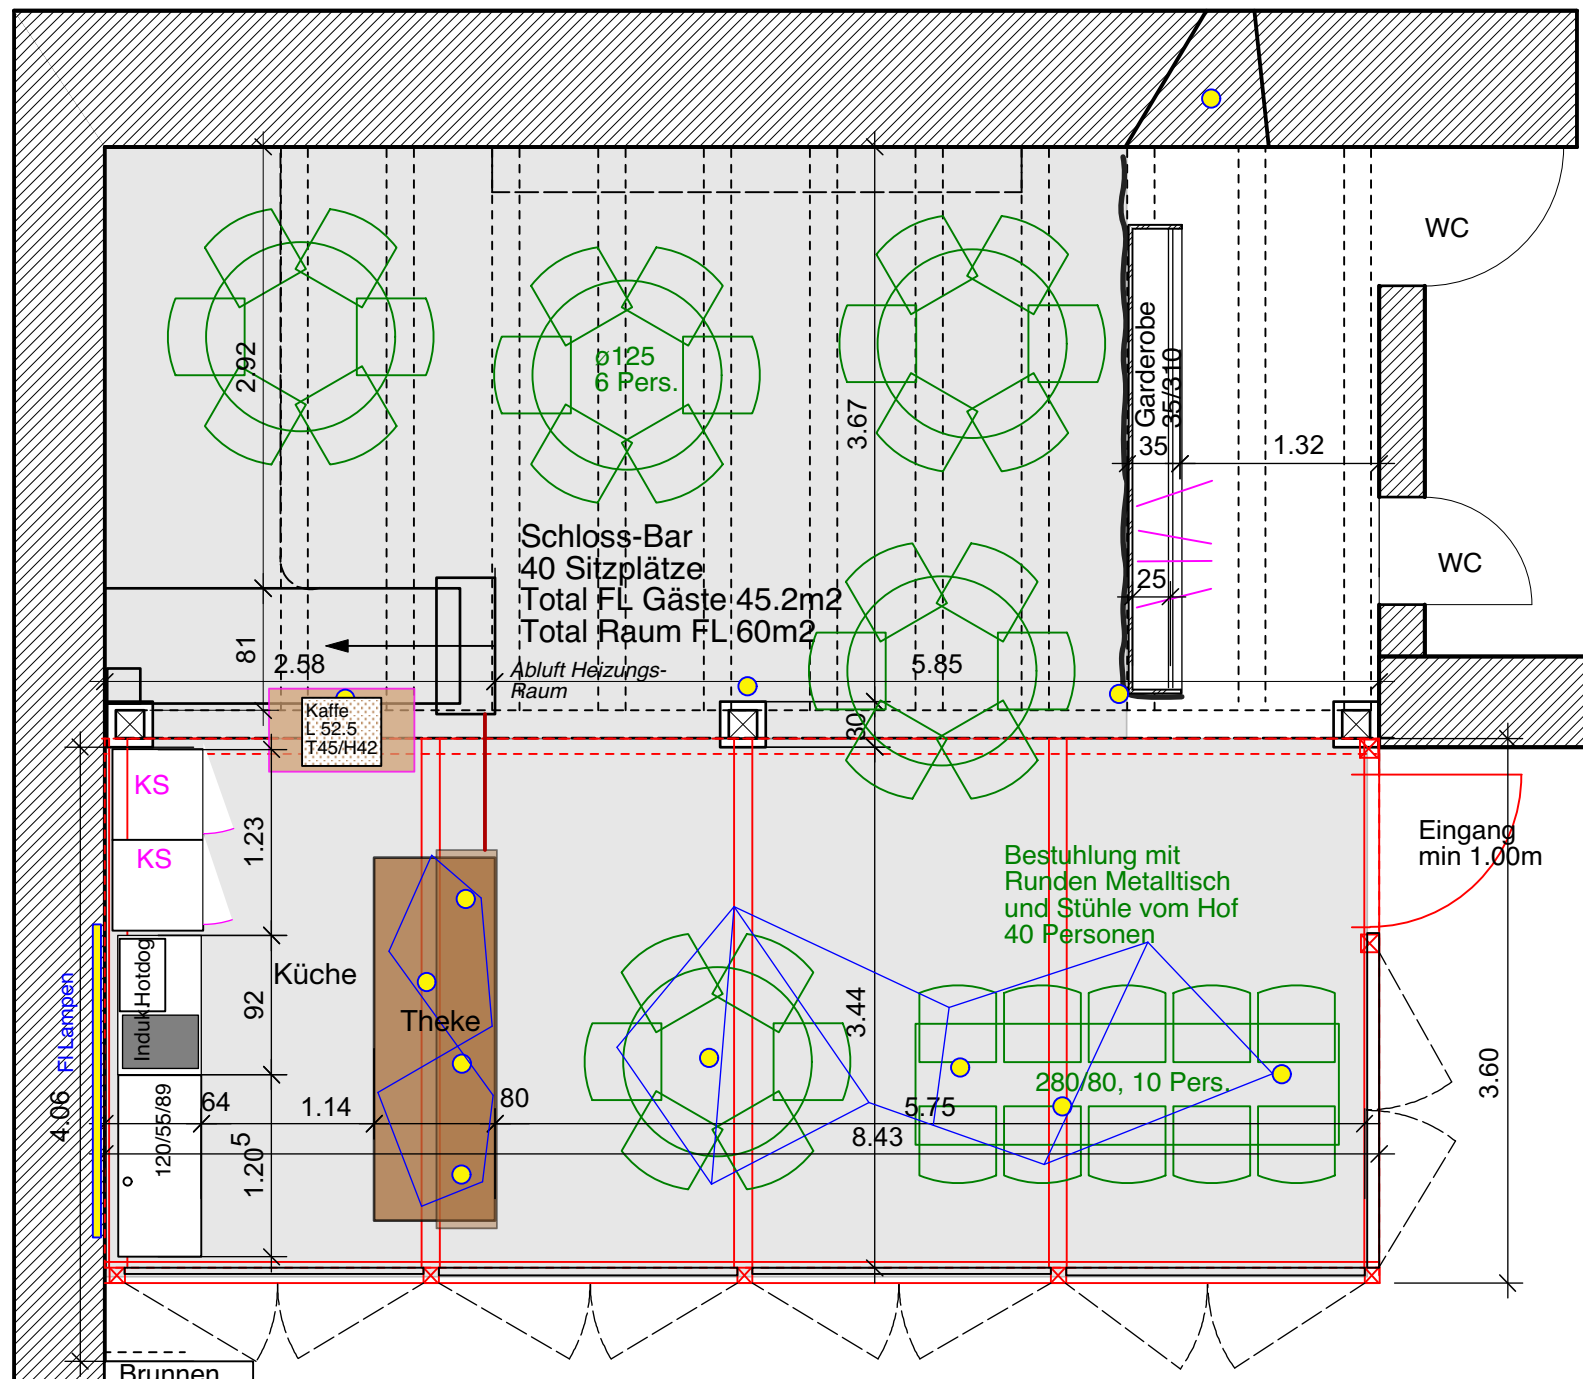 WC
Garderobe
35/310
2.92
ø125
6 Pers.
3.67
35
1.32
Schloss-Bar
40 Sitzplätze
Total FL Gäste 45.2m2
Total Raum FL 60m2
25
WC
81
2.58
Abluft Heizungs-
Raum
5.85
Kaffe
L 52.5
T45/H42
30
KS
KS
1.23
Eingang
min 1.00m
Bestuhlung mit
Runden Metalltisch
und Stühle vom Hof
40 Personen
Hotdog
Induk
92
Küche
Theke
3.44
Fl Lampen
4.06
3.60
280/80, 10 Pers.
120/55/89
64
1.14
80
5.75
8.43
1.205
Brunnen